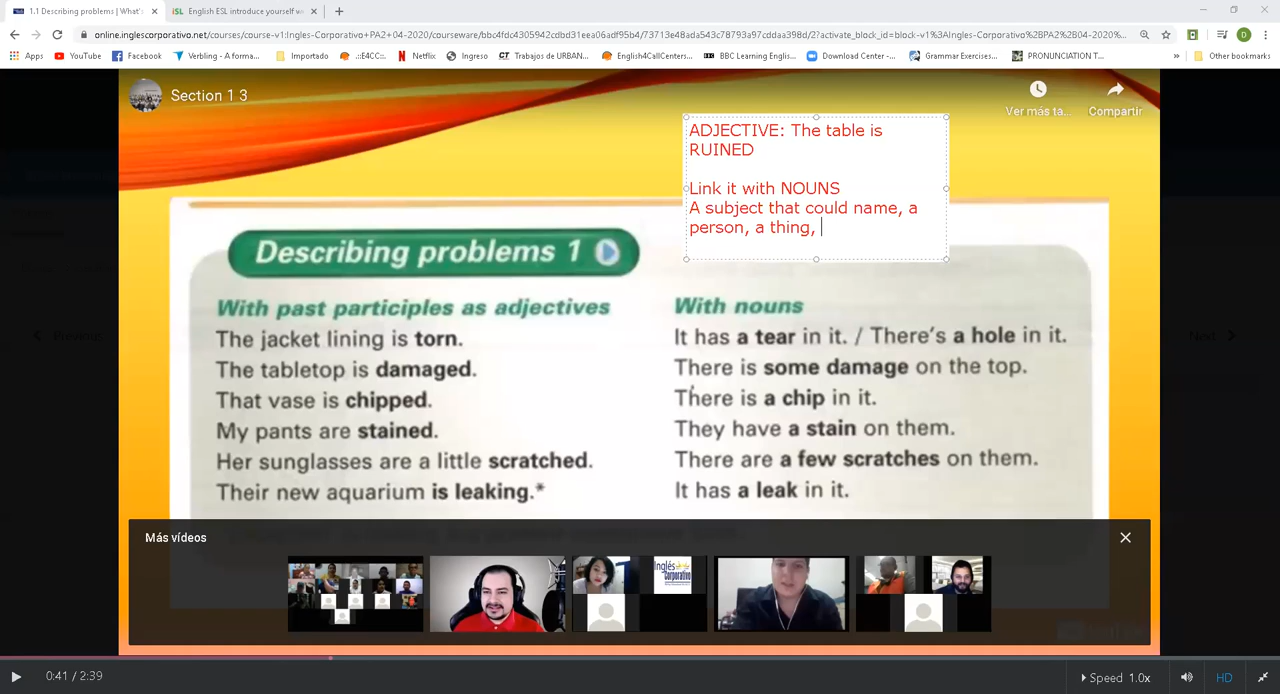 1.1 Describing problems | What's
English ESL introduce yourself w
online.inglescorporativo.net/courses/course-v1:Ingles-Corporativo+PA2+04-2020/courseware/bbc4fdc4305942cdbd31eea06adf95b4/73713e48ada543c78793a97cddaa398d/2?activate_block_id=block-v1%3AIngles-Corporativo%2BPA2%2B04-2020%...
Apps YouTube Facebook Verbling - A forma... Importado .::E4CC::. Netflix Ingreso Trabajos de URBAN... English4CallCenters... BBC Learning Englis... Download Center -... Grammar Exercises... PRONUNCIATION T... » Other bookmarks
Section 1 3
Ver más ta... Compartir
ADJECTIVE: The table is
RUINED
Link it with NOUNS
A subject that could name, a
person, a thing,
Describing problems 1
With past participles as adjectives
The jacket lining is torn.
The tabletop is damaged.
That vase is chipped.
My pants are stained.
Her sunglasses are a little scratched.
Their new aquarium is leaking.*
With nouns
It has a tear in it. / There's a hole in it.
There is some damage on the top.
There is a chip in it.
They have a stain on them.
There are a few scratches on them.
It has a leak in it.
Previous
Next
Más vídeos
Inglés
Corporativo
0:41 / 2:39
Speed 1.0x
HD